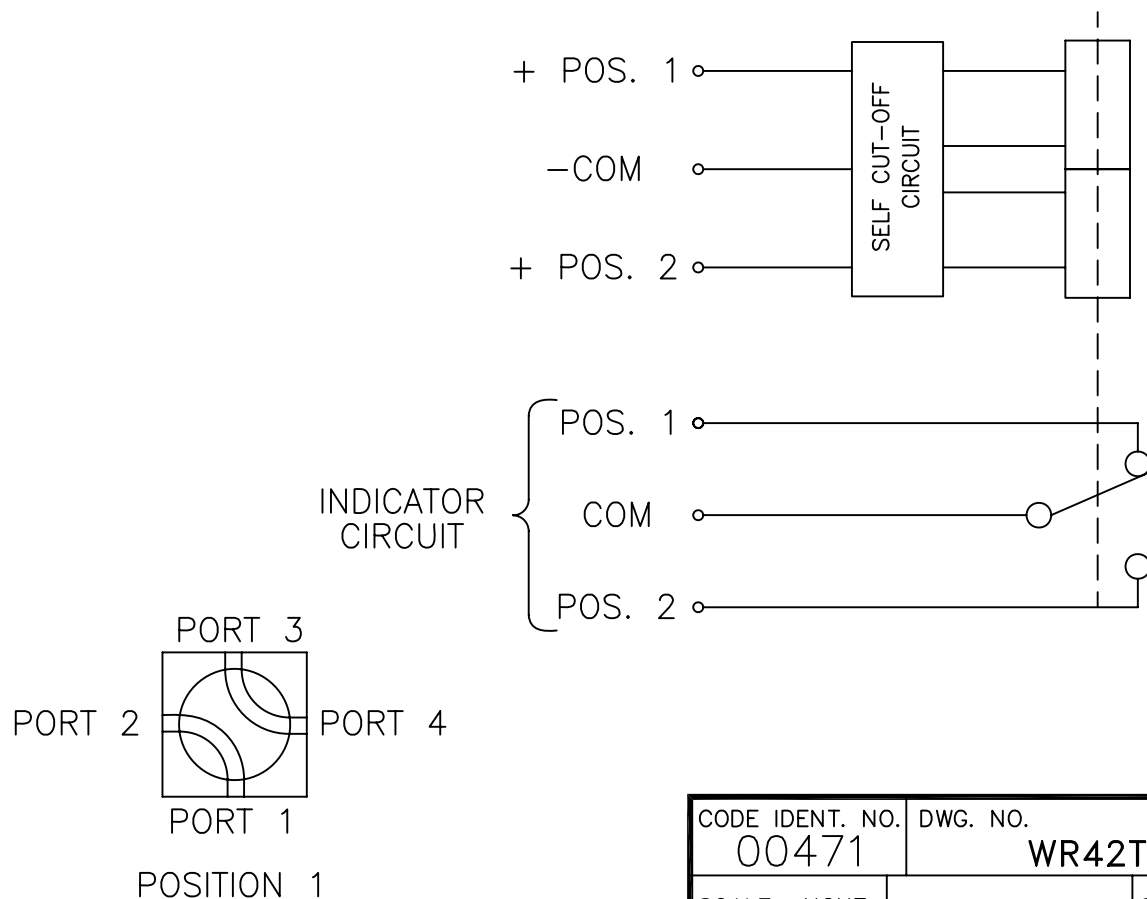 + POS. 1
-COM
+ POS. 2
SELF CUT-OFF
CIRCUIT
POS. 1
INDICATOR
CIRCUIT
COM
POS. 2
PORT 3
PORT 2
PORT 4
PORT 1
POSITION 1
CODE IDENT. NO.
00471
DWG. NO.
WR42T